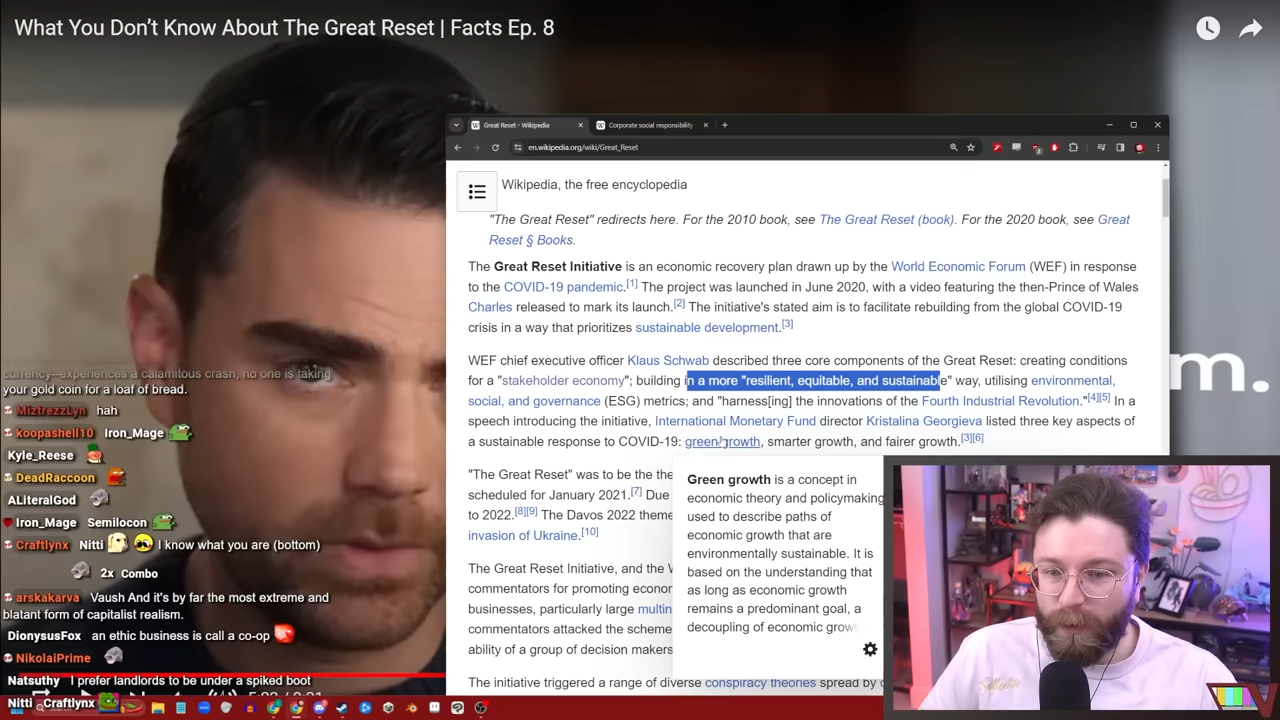 What You Don’t Know About The Great Reset | Facts Ep. 8
Great Reset - Wikipedia
Corporate social responsibility
en.wikipedia.org/wiki/Great_Reset
Wikipedia, the free encyclopedia
"The Great Reset" redirects here. For the 2010 book, see The Great Reset (book). For the 2020 book, see Great
Reset § Books.
The Great Reset Initiative is an economic recovery plan drawn up by the World Economic Forum (WEF) in response
to the COVID-19 pandemic.[1] The project was launched in June 2020, with a video featuring the then-Prince of Wales
Charles released to mark its launch.[2] The initiative's stated aim is to facilitate rebuilding from the global COVID-19
crisis in a way that prioritizes sustainable development.[3]
WEF chief executive officer Klaus Schwab described three core components of the Great Reset: creating conditions
for a "stakeholder economy"; building in a more "resilient, equitable, and sustainable" way, utilising environmental,
social, and governance (ESG) metrics; and "harness[ing] the innovations of the Fourth Industrial Revolution."[4][5] In a
speech introducing the initiative, International Monetary Fund director Kristalina Georgieva listed three key aspects of
a sustainable response to COVID-19: green growth, smarter growth, and fairer growth.[3][6]
"The Great Reset" was to be the the
scheduled for January 2021.[7] Due
to 2022.[8][9] The Davos 2022 theme
invasion of Ukraine.[10]
The Great Reset Initiative, and the W
commentators for promoting econor
businesses, particularly large multin
commentators attacked the scheme
ability of a group of decision makers
The initiative triggered a range of diverse conspiracy theories spread by
Green growth is a concept in
economic theory and policymaking
used to describe paths of
economic growth that are
environmentally sustainable. It is
based on the understanding that
as long as economic growth
remains a predominant goal, a
decoupling of economic grow
m.
currency--experiences a calamitous crash, no one is taking
your gold coin for a loaf of bread.
MiztrezzLyn hah
koopashell10 Iron_Mage
Kyle_Reese
DeadRaccoon
ALiteralGod
Iron_Mage Semilocon
Craftlynx Nitti I know what you are (bottom)
2x Combo
arskakarva Vaush And it's by far the most extreme and
blatant form of capitalist realism.
DionysusFox an ethic business is call a co-op
NikolaiPrime
Natsuthy I prefer landlords to be under a spiked boot
Nitti Craftlynx